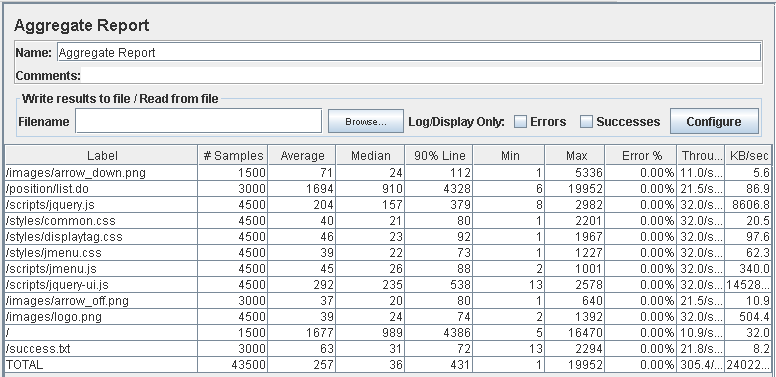 Aggregate Report
Name: Aggregate Report
Comments:
Write results to file / Read from file
Filename Browse... Log/Display Only: Errors Successes Configure
Label # Samples Average Median 90% Line Min Max Error % Throu... KB/sec
/images/arrow_down.png 1500 71 24 112 1 5336 0.00% 11.0/s... 5.6
/position/list.do 3000 1694 910 4328 6 19952 0.00% 21.5/s... 86.9
/scripts/jquery.js 4500 204 157 379 8 2982 0.00% 32.0/s... 8606.8
/styles/common.css 4500 40 21 80 1 2201 0.00% 32.0/s... 20.5
/styles/displaytag.css 4500 46 23 92 1 1967 0.00% 32.0/s... 97.6
/styles/jmenu.css 4500 39 22 73 1 1227 0.00% 32.0/s... 62.3
/scripts/jmenu.js 4500 45 26 88 2 1001 0.00% 32.0/s... 340.0
/scripts/jquery-ui.js 4500 292 235 538 13 2578 0.00% 32.0/s... 14528...
/images/arrow_off.png 3000 37 20 80 1 640 0.00% 21.5/s... 10.9
/images/logo.png 4500 39 24 74 2 1392 0.00% 32.0/s... 504.4
/ 1500 1677 989 4386 5 16470 0.00% 10.9/s... 32.0
/success.txt 3000 63 31 72 13 2294 0.00% 21.8/s... 8.2
TOTAL 43500 257 36 431 1 19952 0.00% 305.4/... 24022...